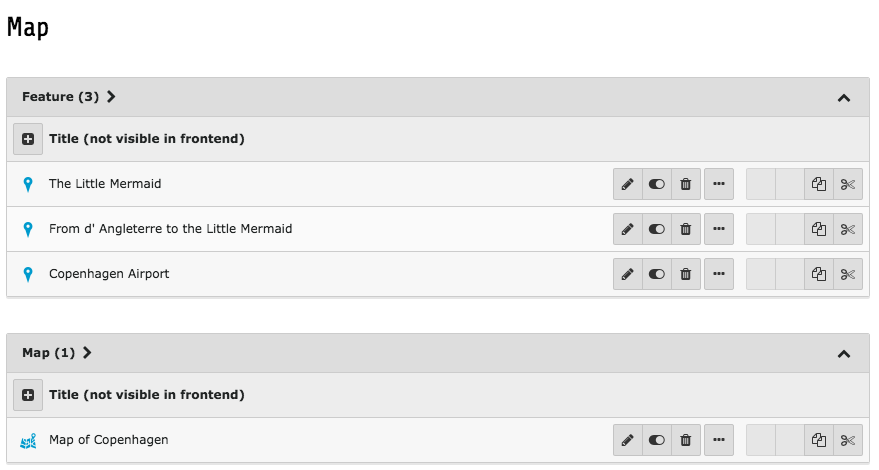 Map
Feature (3)
Title (not visible in frontend)
The Little Mermaid
From d' Angleterre to the Little Mermaid
Copenhagen Airport
Map (1)
Title (not visible in frontend)
Map of Copenhagen